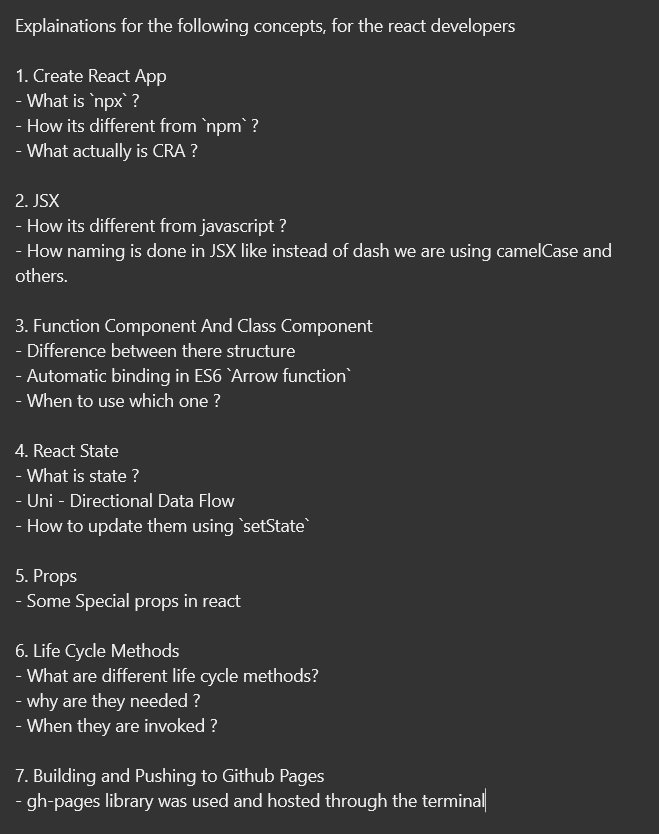 Explainations for the following concepts, for the react developers
1. Create React App
- What is `npx` ?
- How its different from `npm` ?
- What actually is CRA ?
2. JSX
- How its different from javascript ?
- How naming is done in JSX like instead of dash we are using camelCase and
others.
3. Function Component And Class Component
- Difference between there structure
- Automatic binding in ES6 `Arrow function`
- When to use which one ?
4. React State
- What is state ?
- Uni - Directional Data Flow
- How to update them using `setState`
5. Props
- Some Special props in react
6. Life Cycle Methods
- What are different life cycle methods?
- why are they needed ?
- When they are invoked ?
7. Building and Pushing to Github Pages
- gh-pages library was used and hosted through the terminal